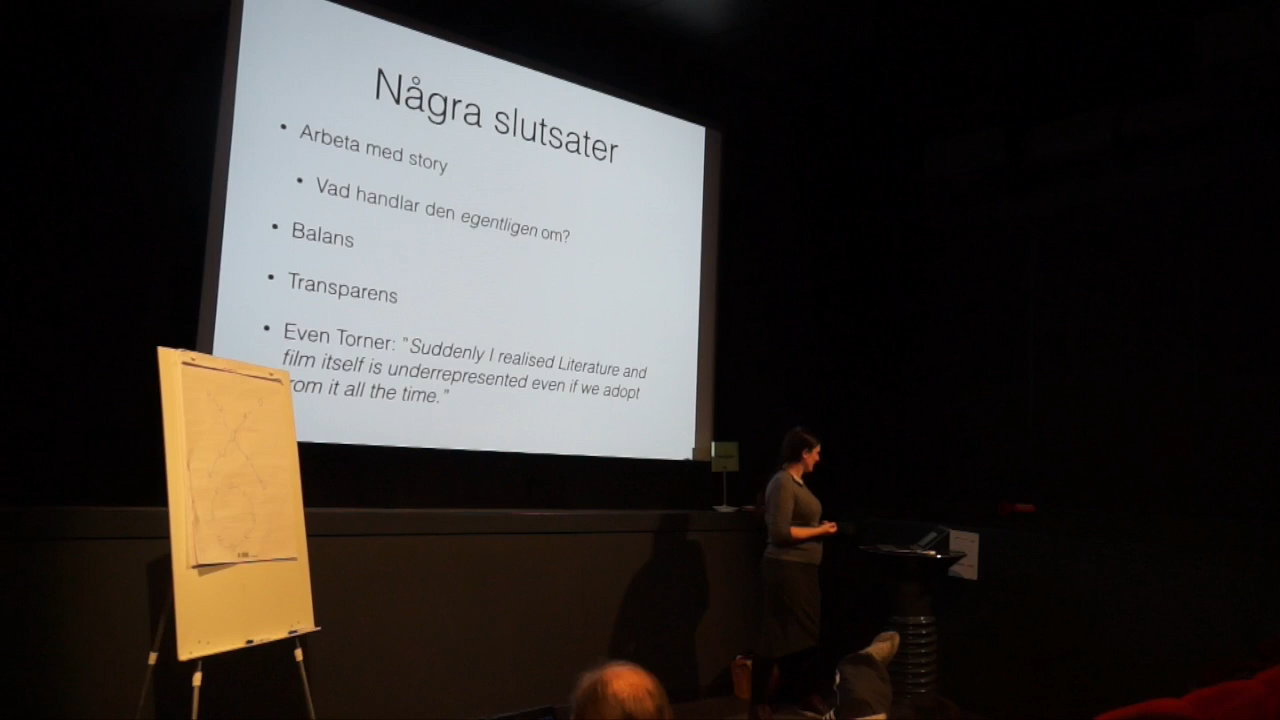 Några slutsater
• Arbeta med story
• Vad handlar den egentligen om?
• Balans
• Transparens
• Even Torner: "Suddenly I realised Literature and
film itself is underrepresented even if we adopt
rom it all the time."